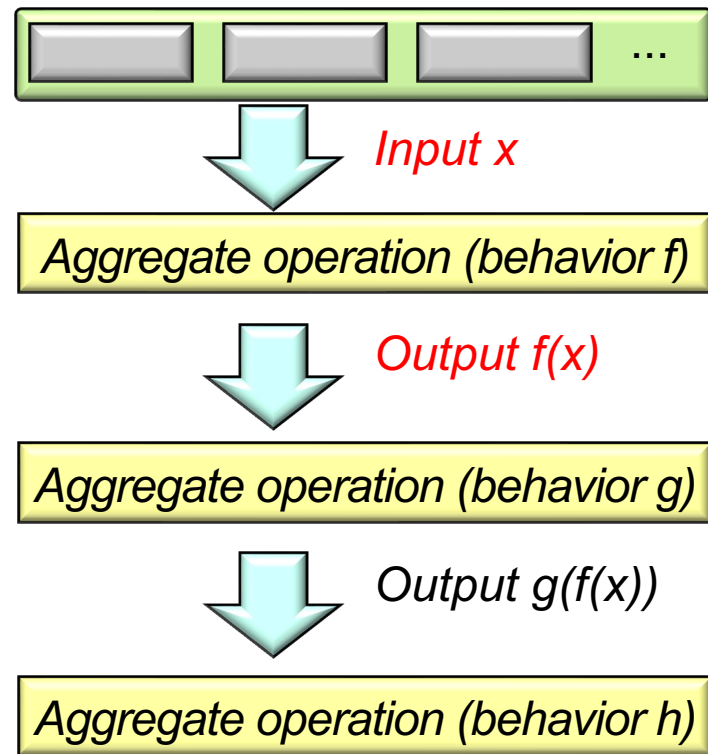 ...
Input x
Aggregate operation (behavior f)
Output f(x)
Aggregate operation (behavior g)
Output g(f(x))
Aggregate operation (behavior h)